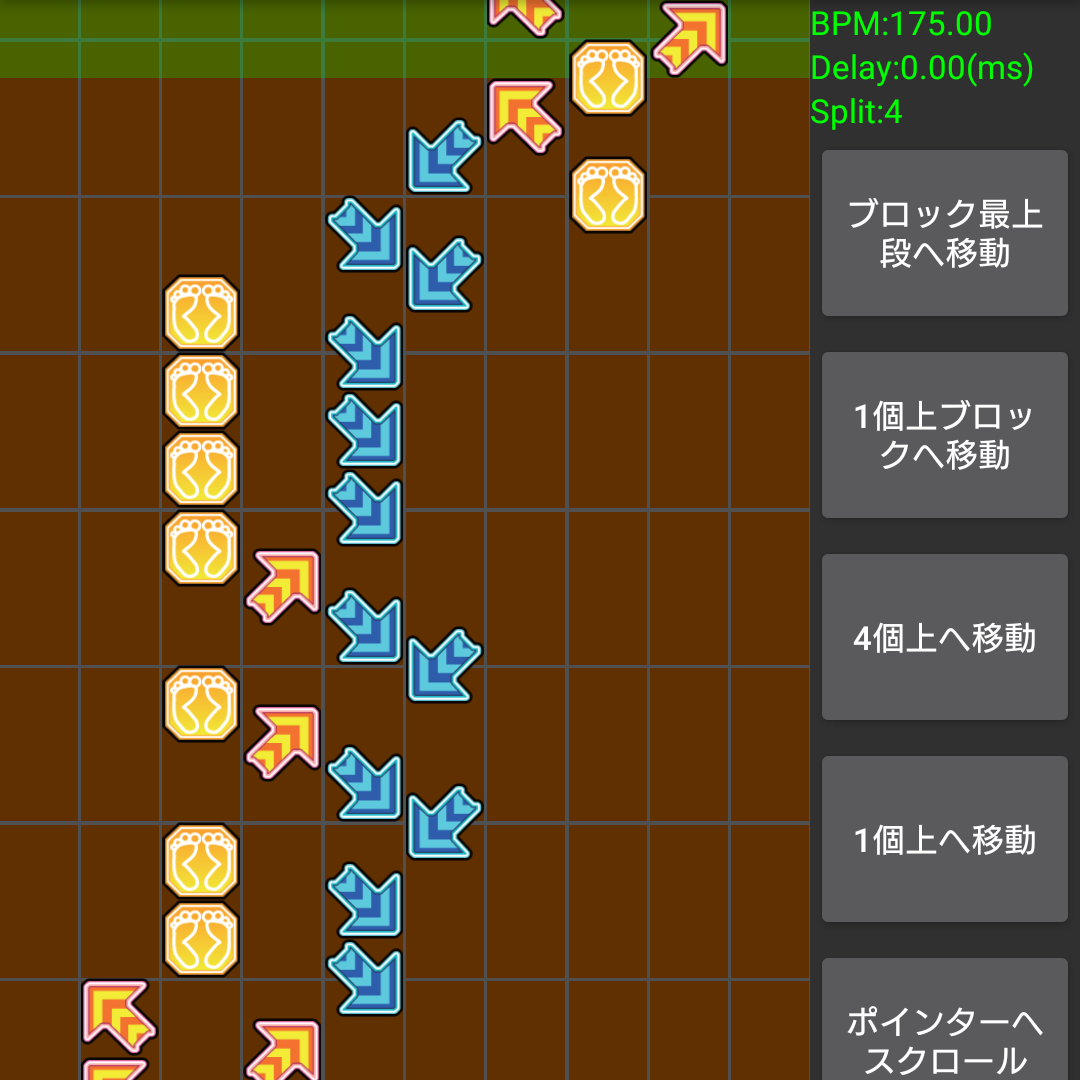 BPM:175.00
Delay:0.00(ms)
Split:4
ブロック最上
段へ移動
1個上ブロッ
クへ移動
4個上へ移動
1個上へ移動
ポインターへ
スクロール